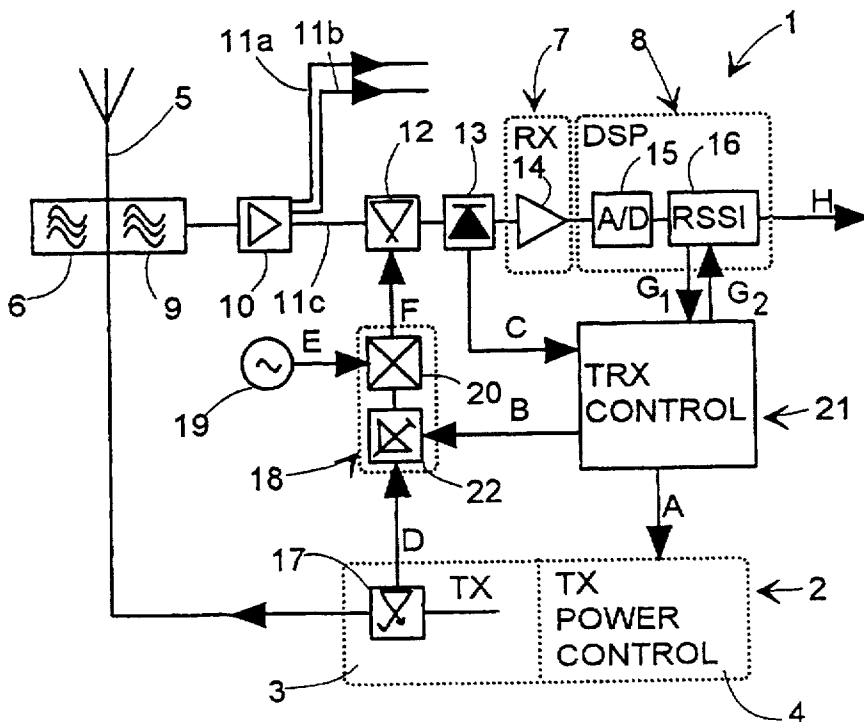 11a
11b
7
8
1
5
12
13
RX
14
DSP
15
16
A/D
RSSI
H
6
9
10
11c
F
G1
G2
E
C
TRX
CONTROL
21
19
20
B
18
22
D
A
17
TX
TX
POWER
CONTROL
2
3
4